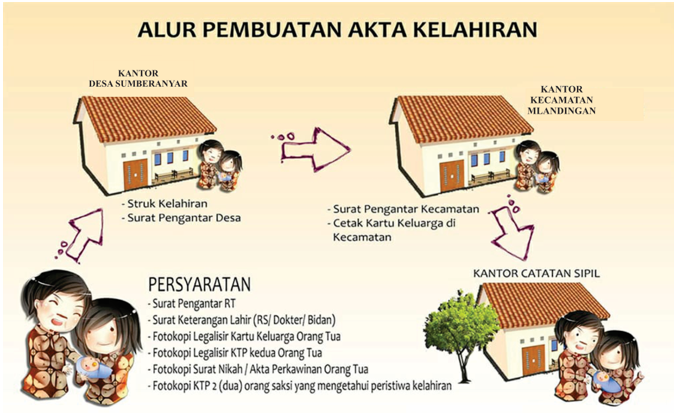 ALUR PEMBUATAN AKTA KELAHIRAN
KANTOR
DESA SUMBERANYAR
KANTOR
KECAMATAN
MLANDINGAN
- Struk Kelahiran
- Surat Pengantar Desa
- Surat Pengantar Kecamatan
- Cetak Kartu Keluarga di
Kecamatan
KANTOR CATATAN SIPIL
PERSYARATAN
- Surat Pengantar RT
- Surat Keterangan Lahir (RS/ Dokter/ Bidan)
- Fotokopi Legalisir Kartu Keluarga Orang Tua
- Fotokopi Legalisir KTP kedua Orang Tua
- Fotokopi Surat Nikah / Akta Perkawinan Orang Tua
- Fotokopi KTP 2 (dua) orang saksi yang mengetahui peristiwa kelahiran